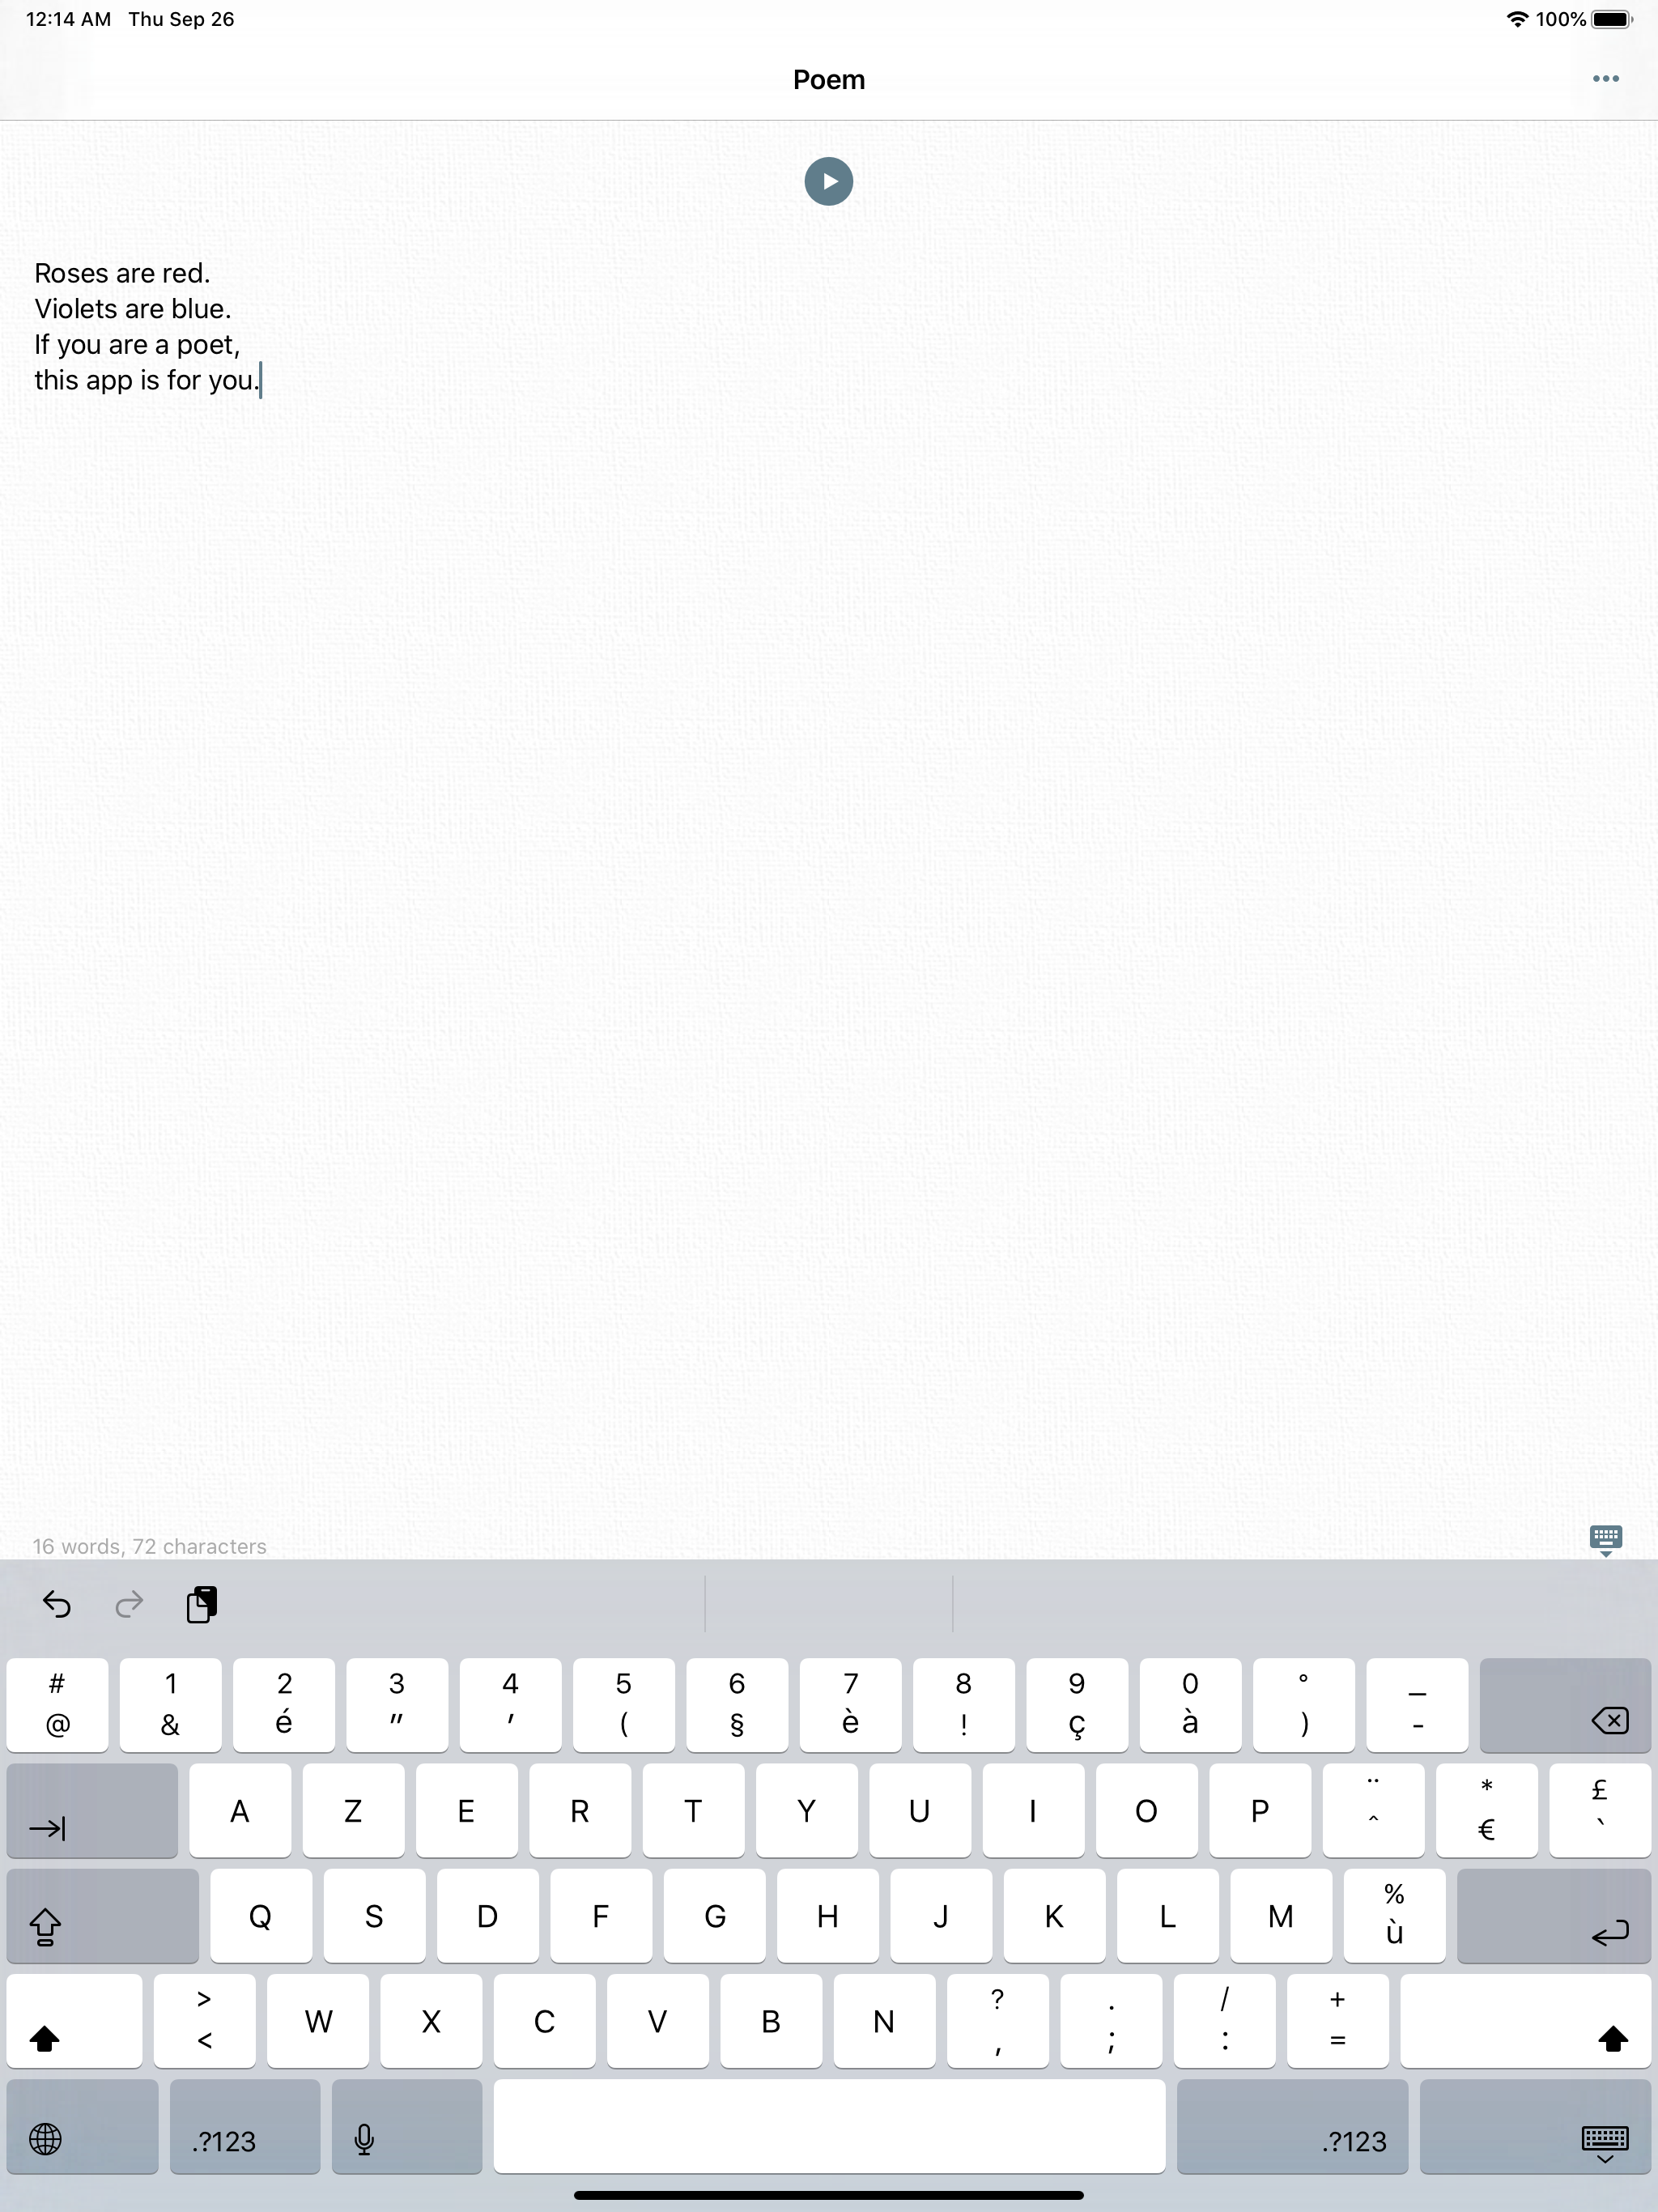 12:14 AM Thu Sep 26 100%
Poem
Roses are red.
Violets are blue.
If you are a poet,
this app is for you.
16 words, 72 characters
# 1 2 3 4 5 6 7 8 9 0 ° _
@ & é " ' ( § è ! ç à ) -
A Z E R T Y U I O P ¨ ^ * € £ `
Q S D F G H J K L M % ù
> < W X C V B N ? , . ; / : + =
.?123 .?123